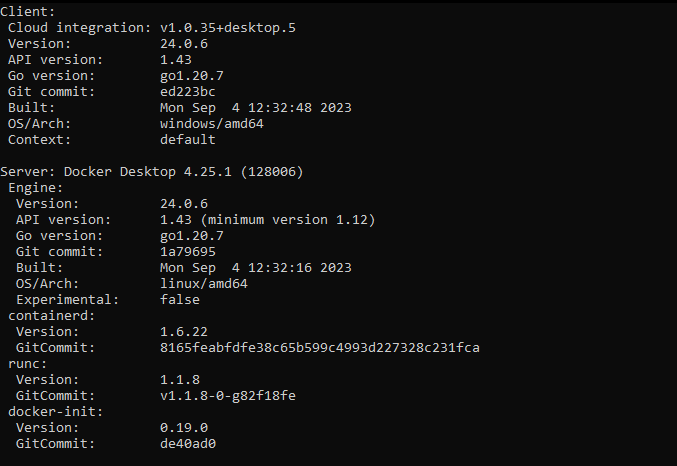 Client:
 Cloud integration: v1.0.35+desktop.5
 Version:           24.0.6
 API version:       1.43
 Go version:        go1.20.7
 Git commit:        ed223bc
 Built:             Mon Sep  4 12:32:48 2023
 OS/Arch:           windows/amd64
 Context:           default

Server: Docker Desktop 4.25.1 (128006)
 Engine:
  Version:          24.0.6
  API version:      1.43 (minimum version 1.12)
  Go version:       go1.20.7
  Git commit:       1a79695
  Built:            Mon Sep  4 12:32:16 2023
  OS/Arch:          linux/amd64
  Experimental:     false
 containerd:
  Version:          1.6.22
  GitCommit:        8165feabfdfe38c65b599c4993d227328c231fca
 runc:
  Version:          1.1.8
  GitCommit:        v1.1.8-0-g82f18fe
 docker-init:
  Version:          0.19.0
  GitCommit:        de40ad0